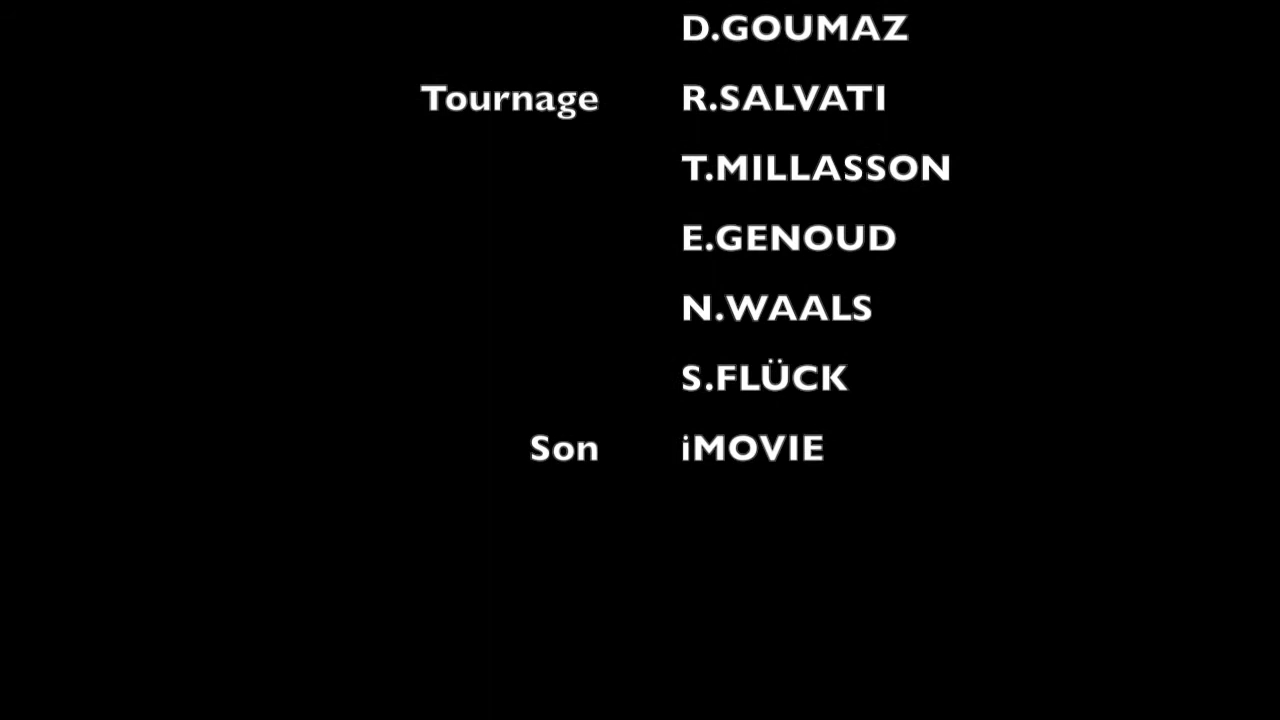 D.GOUMAZ
Tournage R.SALVATI
T.MILLASSON
E.GENOUD
N.WAALS
S.FLÜCK
Son iMOVIE